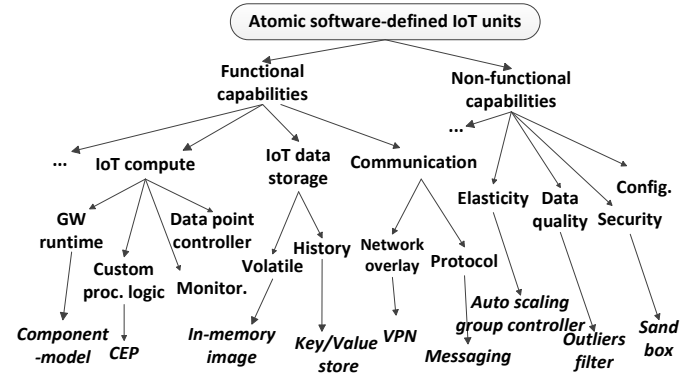 Atomic software-defined IoT units
Functional
capabilities
Non-functional
capabilities
...
...
IoT compute
IoT data
storage
Communication
Elasticity
Data
quality
Security
Config.
GW
runtime
Custom
proc. logic
Monitor.
Data point
controller
Volatile
History
Network
overlay
Protocol
Component
-model
CEP
In-memory
image
Key/Value
store
VPN
Messaging
Auto scaling
group controller
Outliers
filter
Sand
box